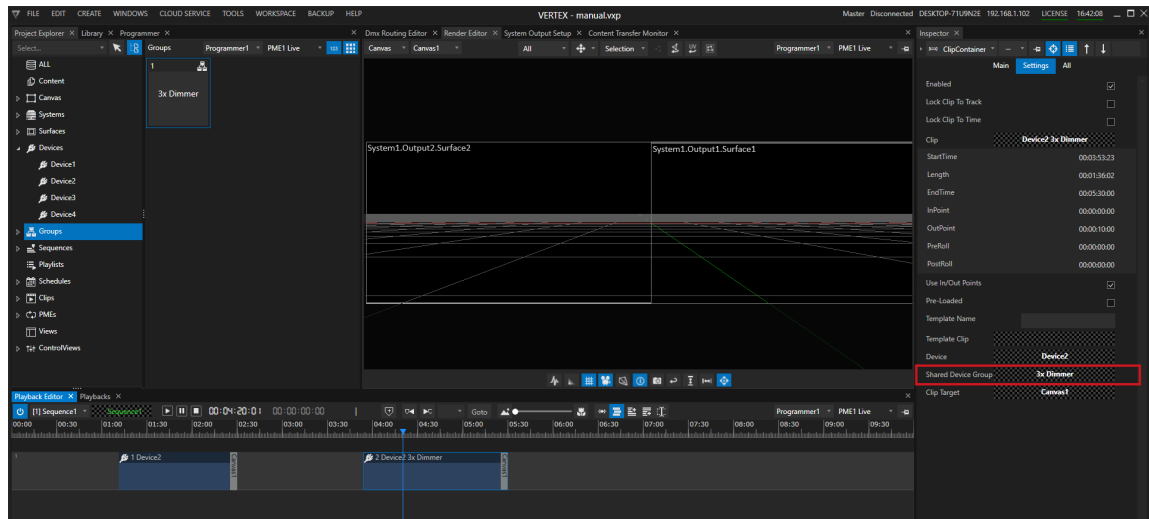 FILE EDIT CREATE WINDOWS CLOUD SERVICE TOOLS WORKSPACE BACKUP HELP VERTEX - manual.vxp Master Disconnected DESKTOP-71U9N2E 192.168.1.102 LICENSE 16:42:08
Project Explorer Library Programmer Dmx Routing Editor Render Editor System Output Setup Content Transfer Monitor Inspector
Select... Groups Programmer1 PME1 Live 123 Canvas Canvas1 All Selection UV Programmer1 PME1 Live ClipContainer
Main Settings All
ALL
Content
Canvas
Systems
Surfaces
Devices
Device1
Device2
Device3
Device4
Groups
Sequences
Playlists
Schedules
Clips
PMEs
Views
ControlViews
1
3x Dimmer
System1.Output2.Surface2 System1.Output1.Surface1
Enabled
Lock Clip To Track
Lock Clip To Time
Clip Device2 3x Dimmer
StartTime 00:03:53:23
Length 00:01:36:02
EndTime 00:05:30:00
InPoint 00:00:00:00
OutPoint 00:00:10:00
PreRoll 00:00:00:00
PostRoll 00:00:00:00
Use In/Out Points
Pre-Loaded
Template Name
Template Clip
Device Device2
Shared Device Group 3x Dimmer
Clip Target Canvas1
Playback Editor Playbacks
[1] Sequence1 Sequence1 00:04:20:01 00:00:00:00 Goto Programmer1 PME1 Live
00:00 00:30 01:00 01:30 02:00 02:30 03:00 03:30 04:00 04:30 05:00 05:30 06:00 06:30 07:00 07:30 08:00 08:30 09:00 09:30
1 1 Device2 Canvas1 2 Device2 3x Dimmer Canvas1